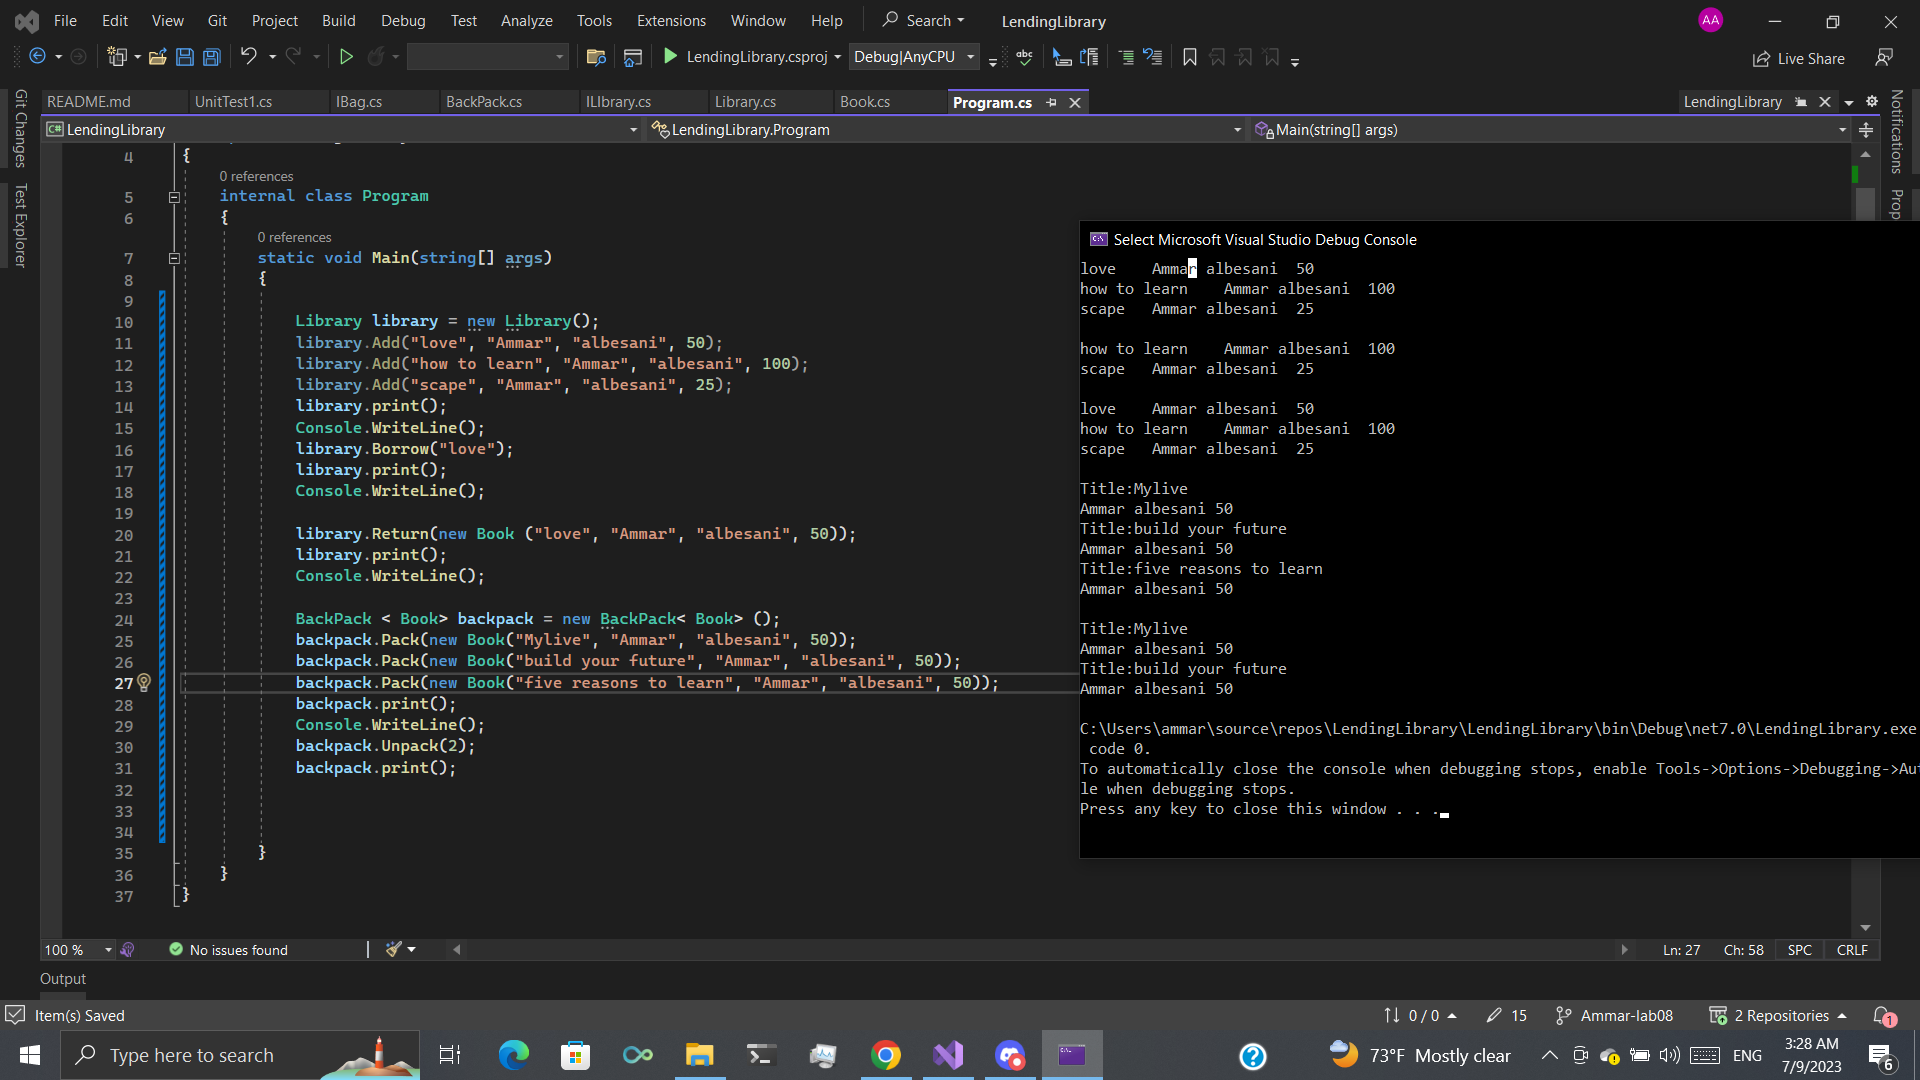 File Edit View Git Project Build Debug Test Analyze Tools Extensions Window Help Search LendingLibrary AA
LendingLibrary.csproj Debug|AnyCPU abc Live Share
README.md UnitTest1.cs IBag.cs BackPack.cs ILIbrary.cs Library.cs Book.cs Program.cs LendingLibrary
C# LendingLibrary LendingLibrary.Program Main(string[] args)
Git Changes
Test Explorer
Notifications
Prop
4 {
0 references
5 internal class Program
6 {
0 references
7 static void Main(string[] args)
8 {
9
10 Library library = new Library();
11 library.Add("love", "Ammar", "albesani", 50);
12 library.Add("how to learn", "Ammar", "albesani", 100);
13 library.Add("scape", "Ammar", "albesani", 25);
14 library.print();
15 Console.WriteLine();
16 library.Borrow("love");
17 library.print();
18 Console.WriteLine();
19
20 library.Return(new Book ("love", "Ammar", "albesani", 50));
21 library.print();
22 Console.WriteLine();
23
24 BackPack < Book> backpack = new BackPack< Book> ();
25 backpack.Pack(new Book("Mylive", "Ammar", "albesani", 50));
26 backpack.Pack(new Book("build your future", "Ammar", "albesani", 50));
27 backpack.Pack(new Book("five reasons to learn", "Ammar", "albesani", 50));
28 backpack.print();
29 Console.WriteLine();
30 backpack.Unpack(2);
31 backpack.print();
32
33
34
35 }
36 }
37 }
Select Microsoft Visual Studio Debug Console
love Ammar albesani 50
how to learn Ammar albesani 100
scape Ammar albesani 25
how to learn Ammar albesani 100
scape Ammar albesani 25
love Ammar albesani 50
how to learn Ammar albesani 100
scape Ammar albesani 25
Title:Mylive
Ammar albesani 50
Title:build your future
Ammar albesani 50
Title:five reasons to learn
Ammar albesani 50
Title:Mylive
Ammar albesani 50
Title:build your future
Ammar albesani 50
C:\Users\ammar\source\repos\LendingLibrary\LendingLibrary\bin\Debug\net7.0\LendingLibrary.exe
code 0.
To automatically close the console when debugging stops, enable Tools->Options->Debugging->Aut
le when debugging stops.
Press any key to close this window . . .
100 % No issues found Ln: 27 Ch: 58 SPC CRLF
Output
Item(s) Saved 0 / 0 15 Ammar-lab08 2 Repositories 1
Type here to search 73°F Mostly clear ENG 3:28 AM
7/9/2023 6